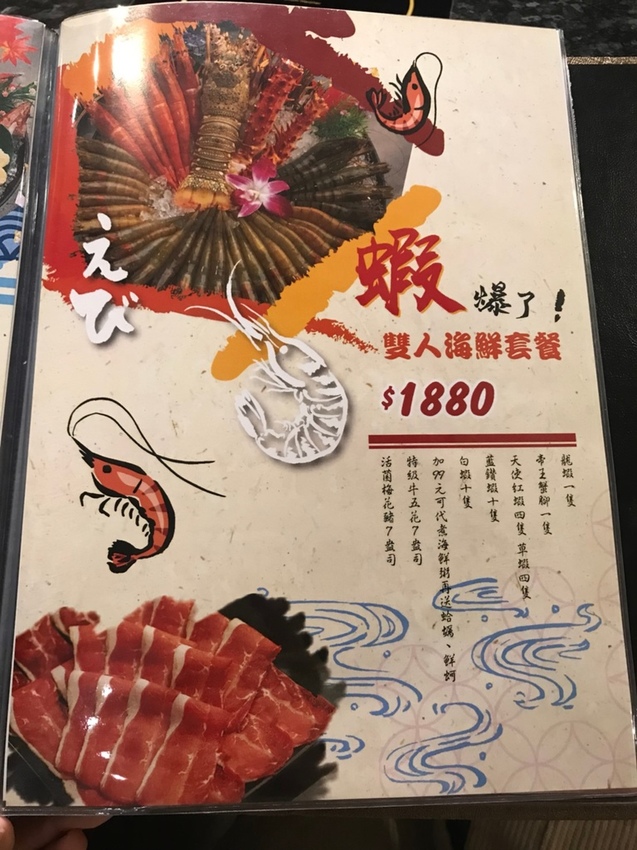 えび
蝦爆了！
雙人海鮮套餐
$1880
龍蝦一隻
帝王蟹腳一隻
天使紅蝦四隻 草蝦四隻
藍鑽蝦十隻
白蝦十隻
加99元可代煮海鮮粥再送蛤蠣、鮮蚵
特級牛五花7盎司
活菌梅花豬7盎司